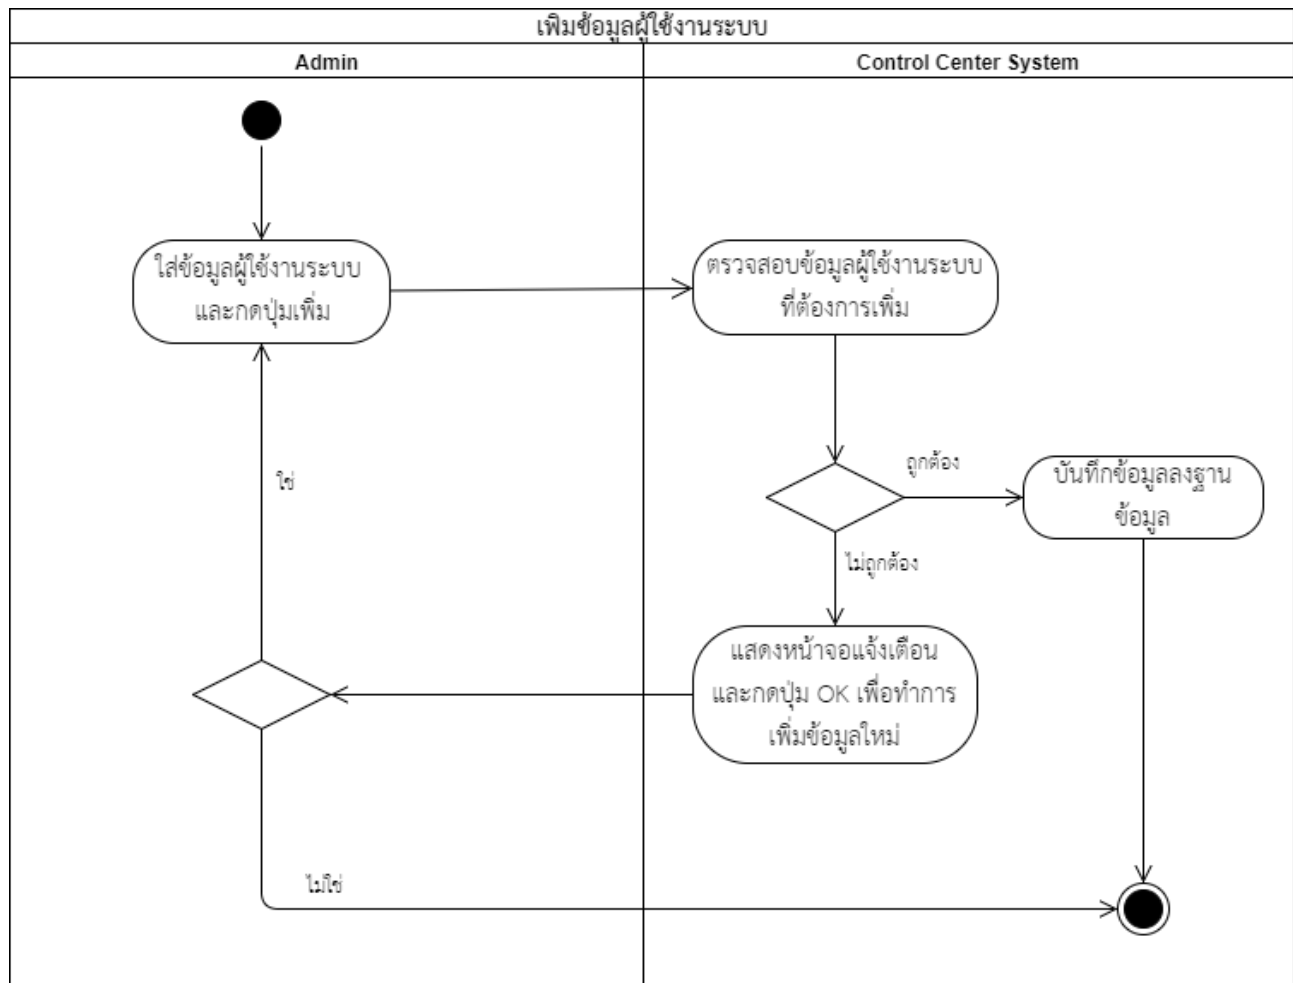 เพิ่มข้อมูลผู้ใช้งานระบบ
Admin
Control Center System
ใส่ข้อมูลผู้ใช้งานระบบ
และกดปุ่มเพิ่ม
ตรวจสอบข้อมูลผู้ใช้งานระบบ
ที่ต้องการเพิ่ม
ใช่
ถูกต้อง
บันทึกข้อมูลลงฐาน
ข้อมูล
ไม่ถูกต้อง
แสดงหน้าจอแจ้งเตือน
และกดปุ่ม OK เพื่อทำการ
เพิ่มข้อมูลใหม่
ไม่ใช่